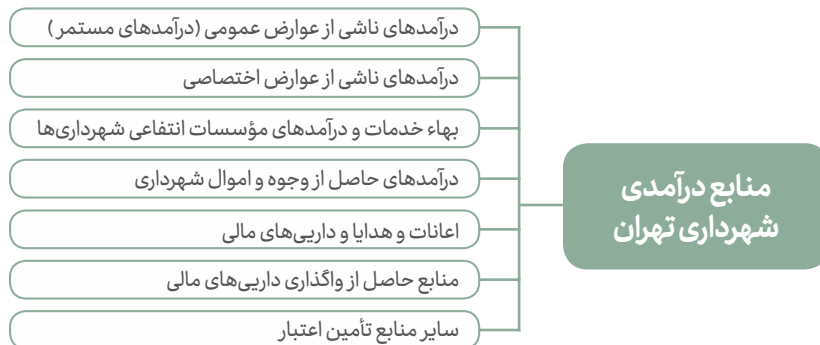 منابع درآمدی
شهرداری تهران
درآمدهای ناشی از عوارض عمومی (درآمدهای مستمر )
درآمدهای ناشی از عوارض اختصاصی
بهاء خدمات و درآمدهای مؤسسات انتفاعی شهرداری‌ها
درآمدهای حاصل از وجوه و اموال شهرداری
اعانات و هدایا و داریی‌های مالی
منابع حاصل از واگذاری داریی‌های مالی
سایر منابع تأمین اعتبار